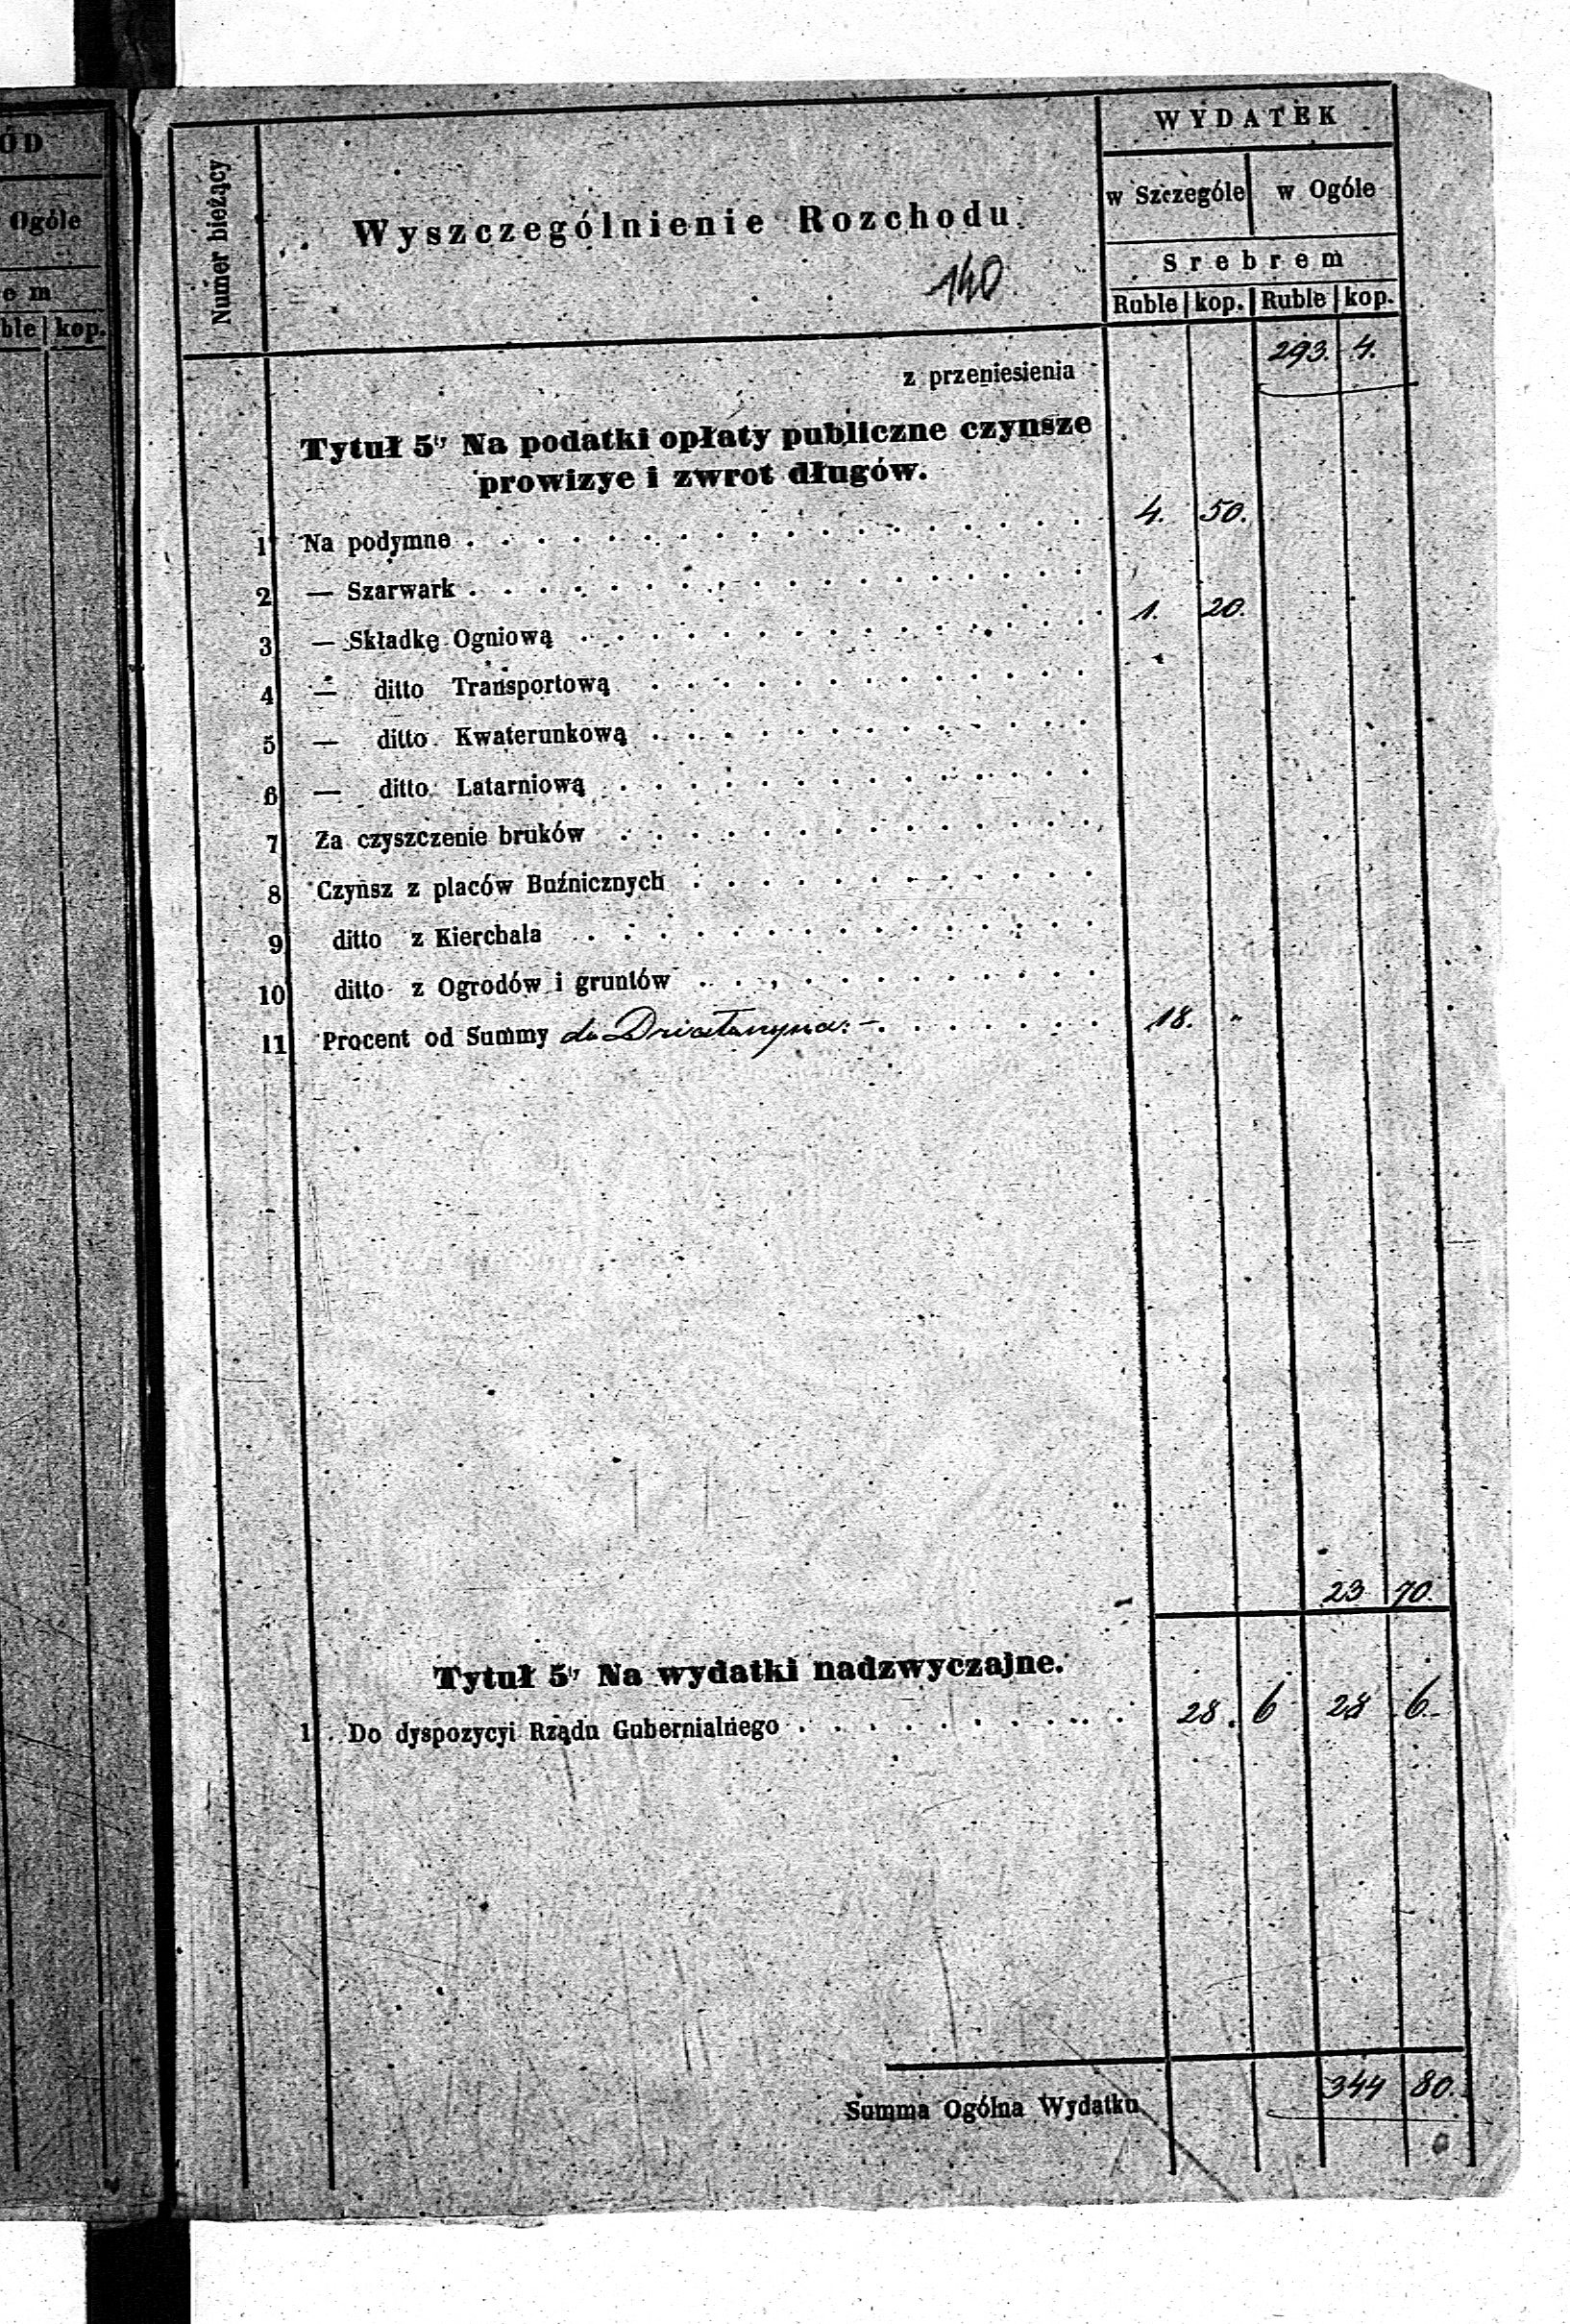 ÓD
Ogóle
e m
ble kop.
Numer bieżący
Wyszczególnienie Rozchodu
140
WYDATEK
w Szczególe w Ogóle
Srebrem
Ruble kop. Ruble kop.
z przeniesienia 293. 4.
Tytuł 5" Na podatki opłaty publiczne czynsze
prowizye i zwrot długów.
1 Na podymne 4. 50.
2 — Szarwark
3 — Składkę Ogniową 1. 20.
4 — ditto Transportową
5 — ditto Kwaterunkową
6 — ditto Latarniową
7 Za czyszczenie bruków
8 Czynsz z placów Buźnicznych
9 ditto z Kierchala
10 ditto z Ogrodów i gruntów
11 Procent od Summy 18. "
23 70.
Tytuł 5" Na wydatki nadzwyczajne.
1 Do dyspozycyi Rządu Gubernialnego 28. 6 28 6.
Summa Ogólna Wydatku 344 80.